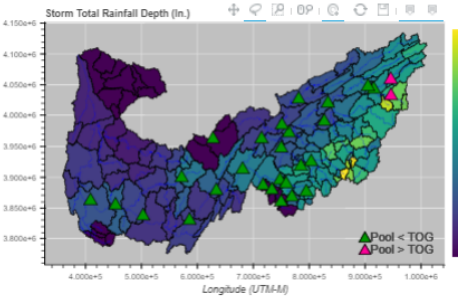 Storm Total Rainfall Depth (In.)
4.150e+6
4.100e+6
4.050e+6
4.000e+6
3.950e+6
3.900e+6
3.850e+6
3.800e+6
Pool < TOG
Pool > TOG
4.000e+5
5.000e+5
6.000e+5
7.000e+5
8.000e+5
9.000e+5
1.000e+6
Longitude (UTM-M)